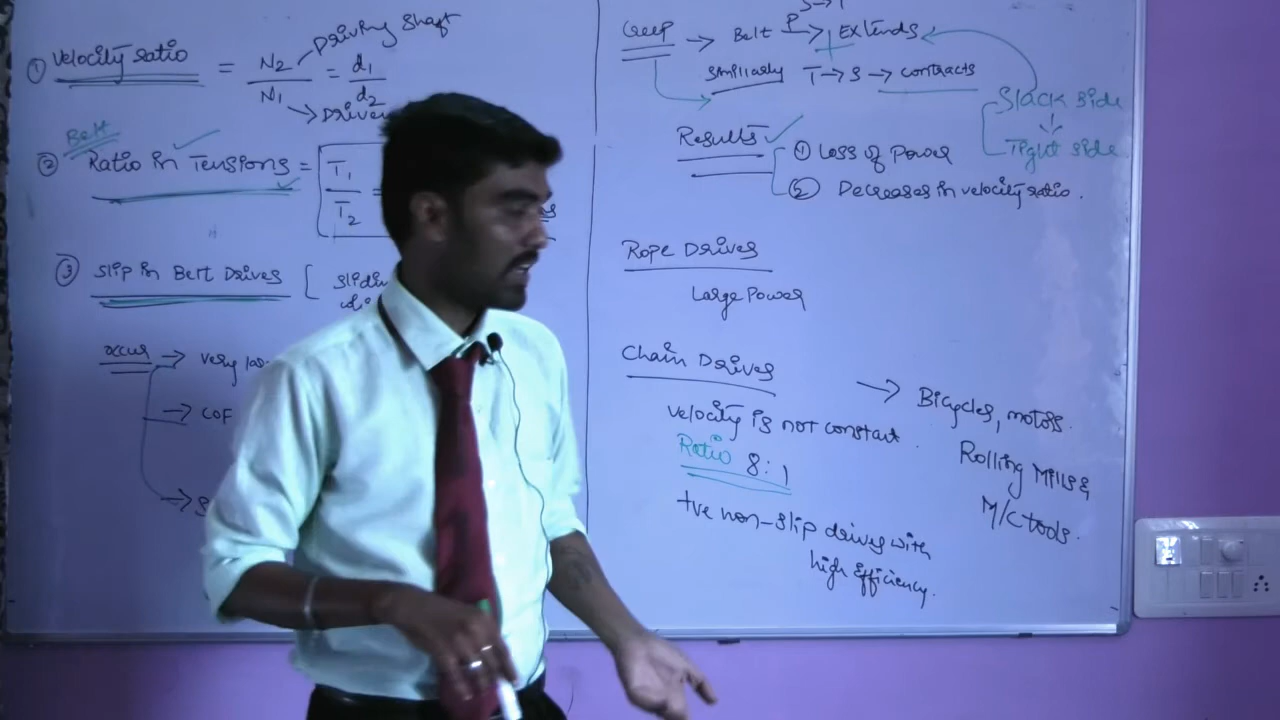 ① Velocity ratio = N2 / N1 = d1 / d2
Driving shaft
Driven
Belt
② Ratio in Tensions = T1 / T2 =
③ Slip in Belt Drives
occur → very
→ COF
→
S → T
Creep → Belt → Extends
Similarly T → S → contracts
Slack side
↓
Tight side
Results
① Loss of Power
② Decreases in velocity ratio.
Rope Drives
Large Power
Chain Drives
velocity is not constant.
Ratio 8:1
+ve non-slip drives with
high Efficiency.
→ Bicycles, motors.
Rolling Mills &
M/C tools.